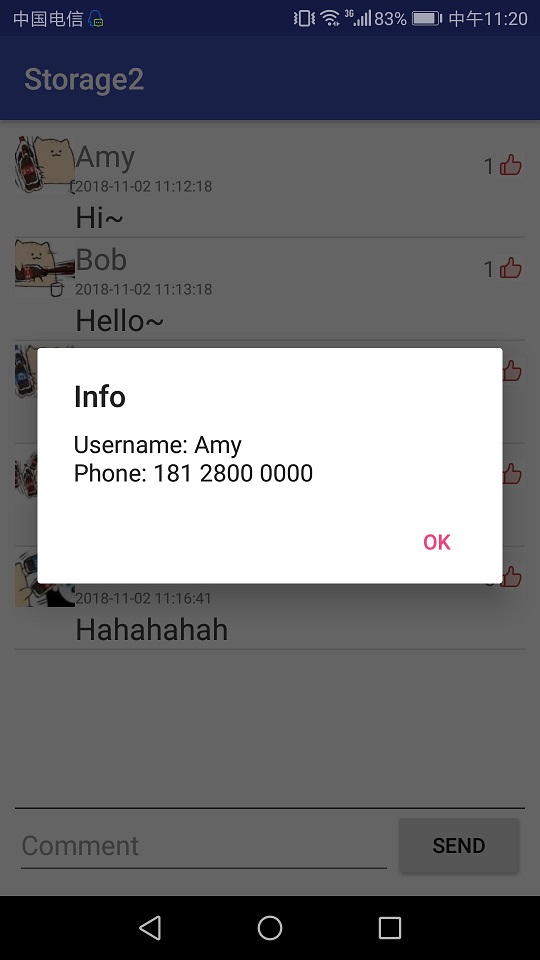 中国电信 3G 83% 中午11:20
Storage2
Amy
1
2018-11-02 11:12:18
Hi~
Bob
1
2018-11-02 11:13:18
Hello~
Info
Username: Amy
Phone: 181 2800 0000
OK
2018-11-02 11:16:41
Hahahahah
Comment
SEND